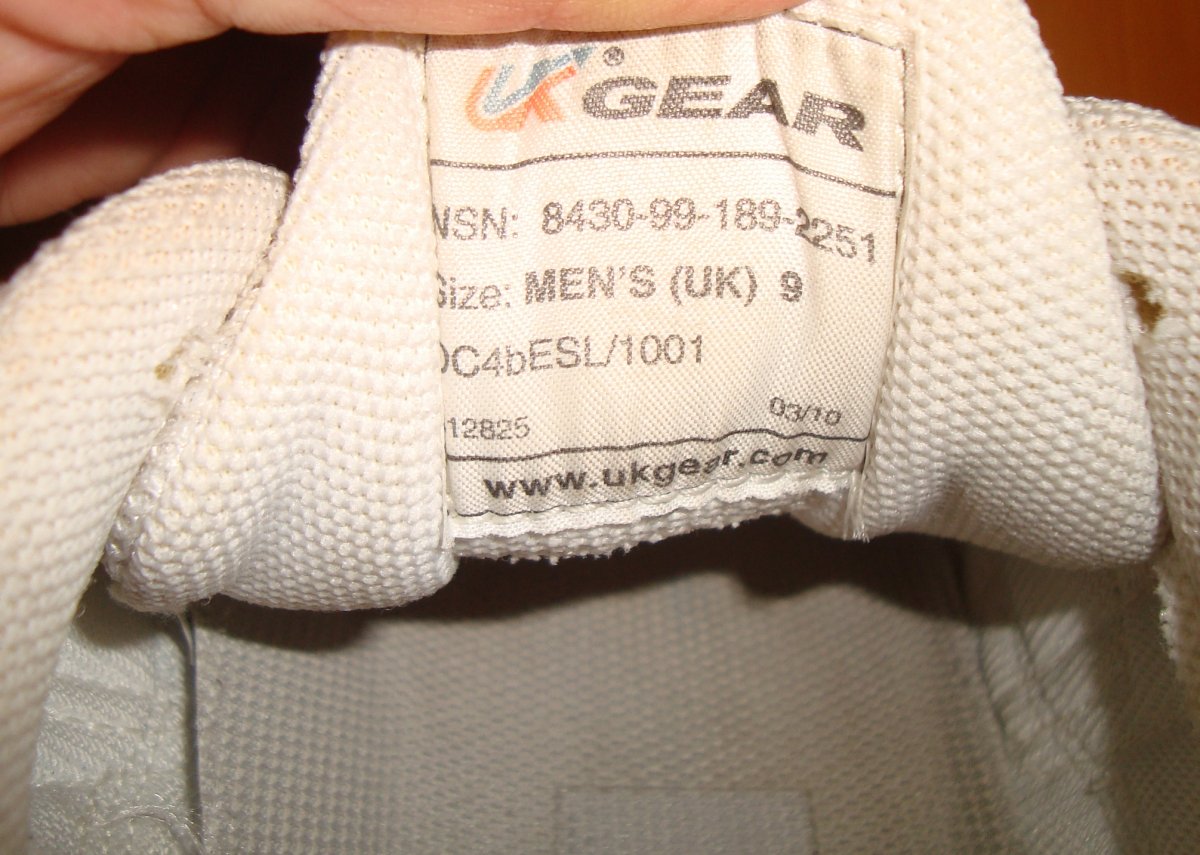 UK GEAR®
NSN: 8430-99-189-2251
Size: MEN'S (UK) 9
DC4bESL/1001
12825 03/10
www.ukgear.com